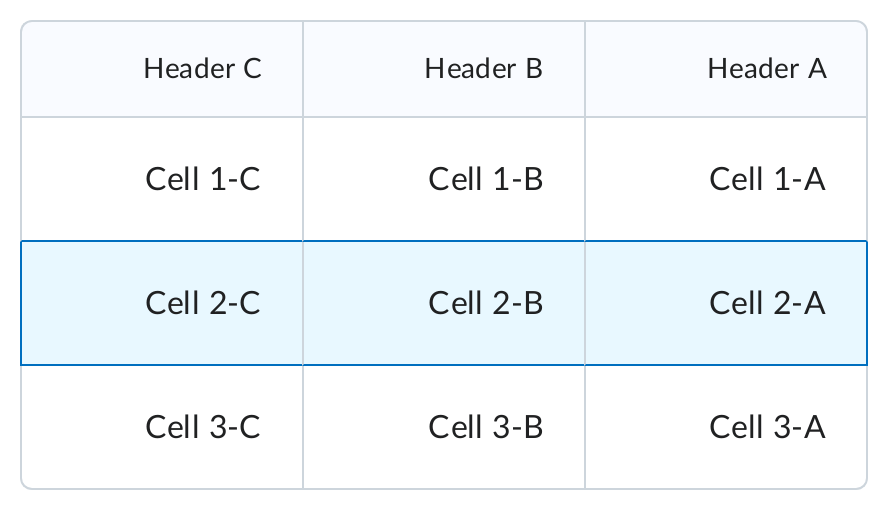 Header C Header B Header A
Cell 1-C Cell 1-B Cell 1-A
Cell 2-C Cell 2-B Cell 2-A
Cell 3-C Cell 3-B Cell 3-A